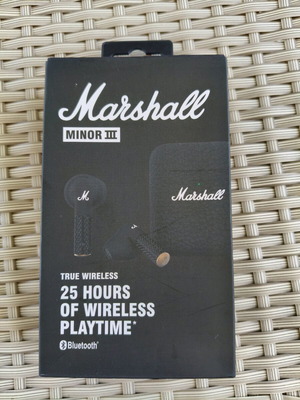 Marshall
MINOR III
M
Marshall
TRUE WIRELESS
25 HOURS
OF WIRELESS
PLAYTIME*
Bluetooth®